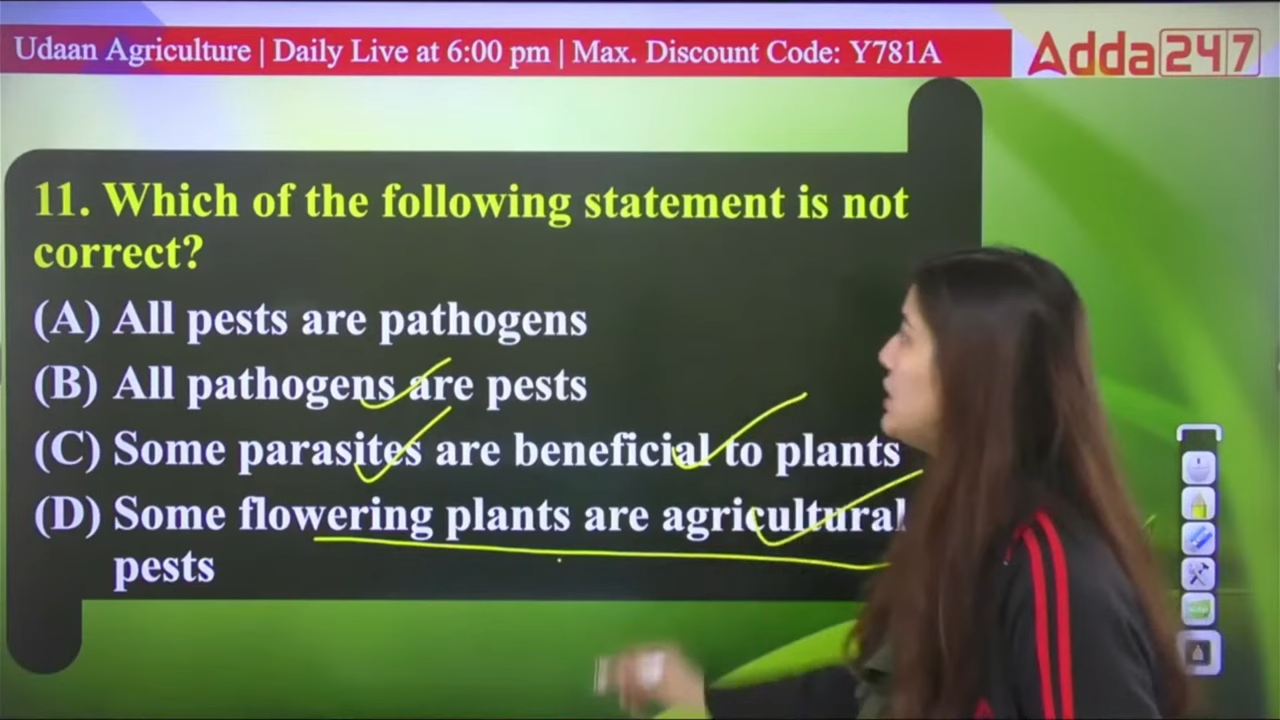 Udaan Agriculture | Daily Live at 6:00 pm | Max. Discount Code: Y781A
Adda247
11. Which of the following statement is not
correct?
(A) All pests are pathogens
(B) All pathogens are pests
(C) Some parasites are beneficial to plants
(D) Some flowering plants are agricultural
pests